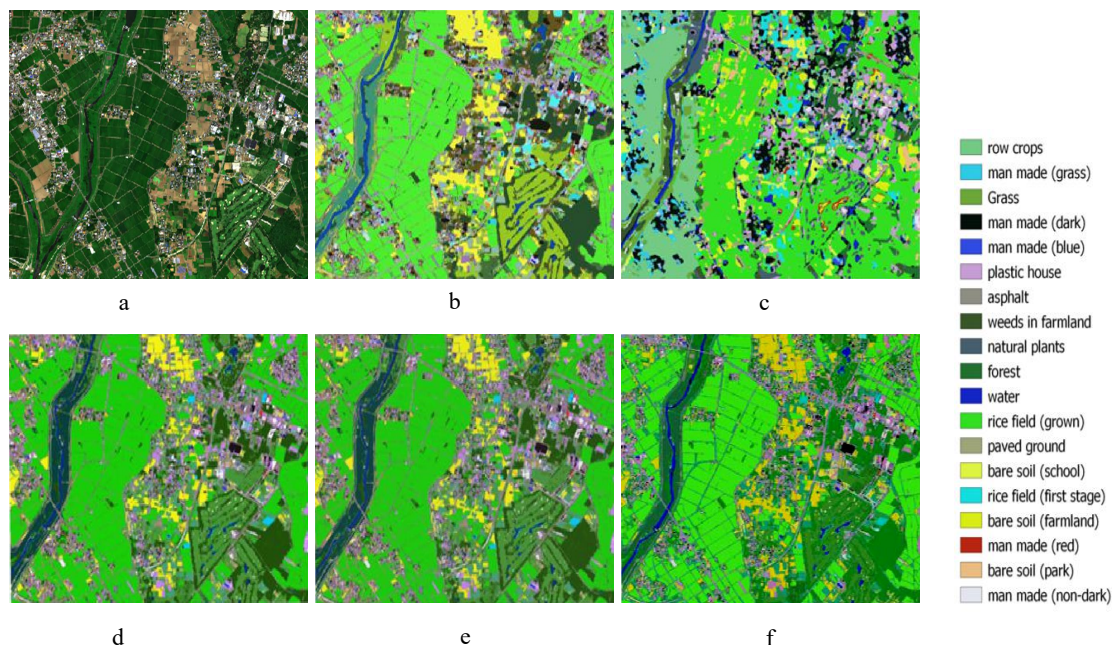 a
b
c
d
e
f
row crops
man made (grass)
Grass
man made (dark)
man made (blue)
plastic house
asphalt
weeds in farmland
natural plants
forest
water
rice field (grown)
paved ground
bare soil (school)
rice field (first stage)
bare soil (farmland)
man made (red)
bare soil (park)
man made (non-dark)